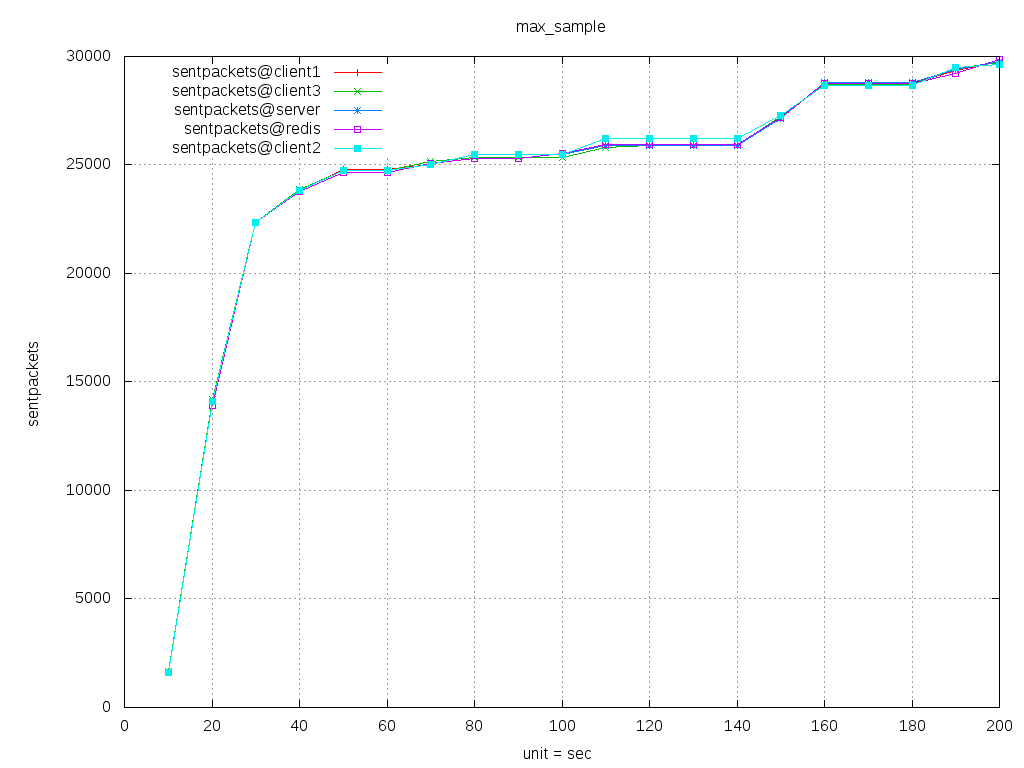 max_sample
30000
25000
20000
15000
10000
5000
0
sentpackets
sentpackets@client1
sentpackets@client3
sentpackets@server
sentpackets@redis
sentpackets@client2
0 20 40 60 80 100 120 140 160 180 200
unit = sec